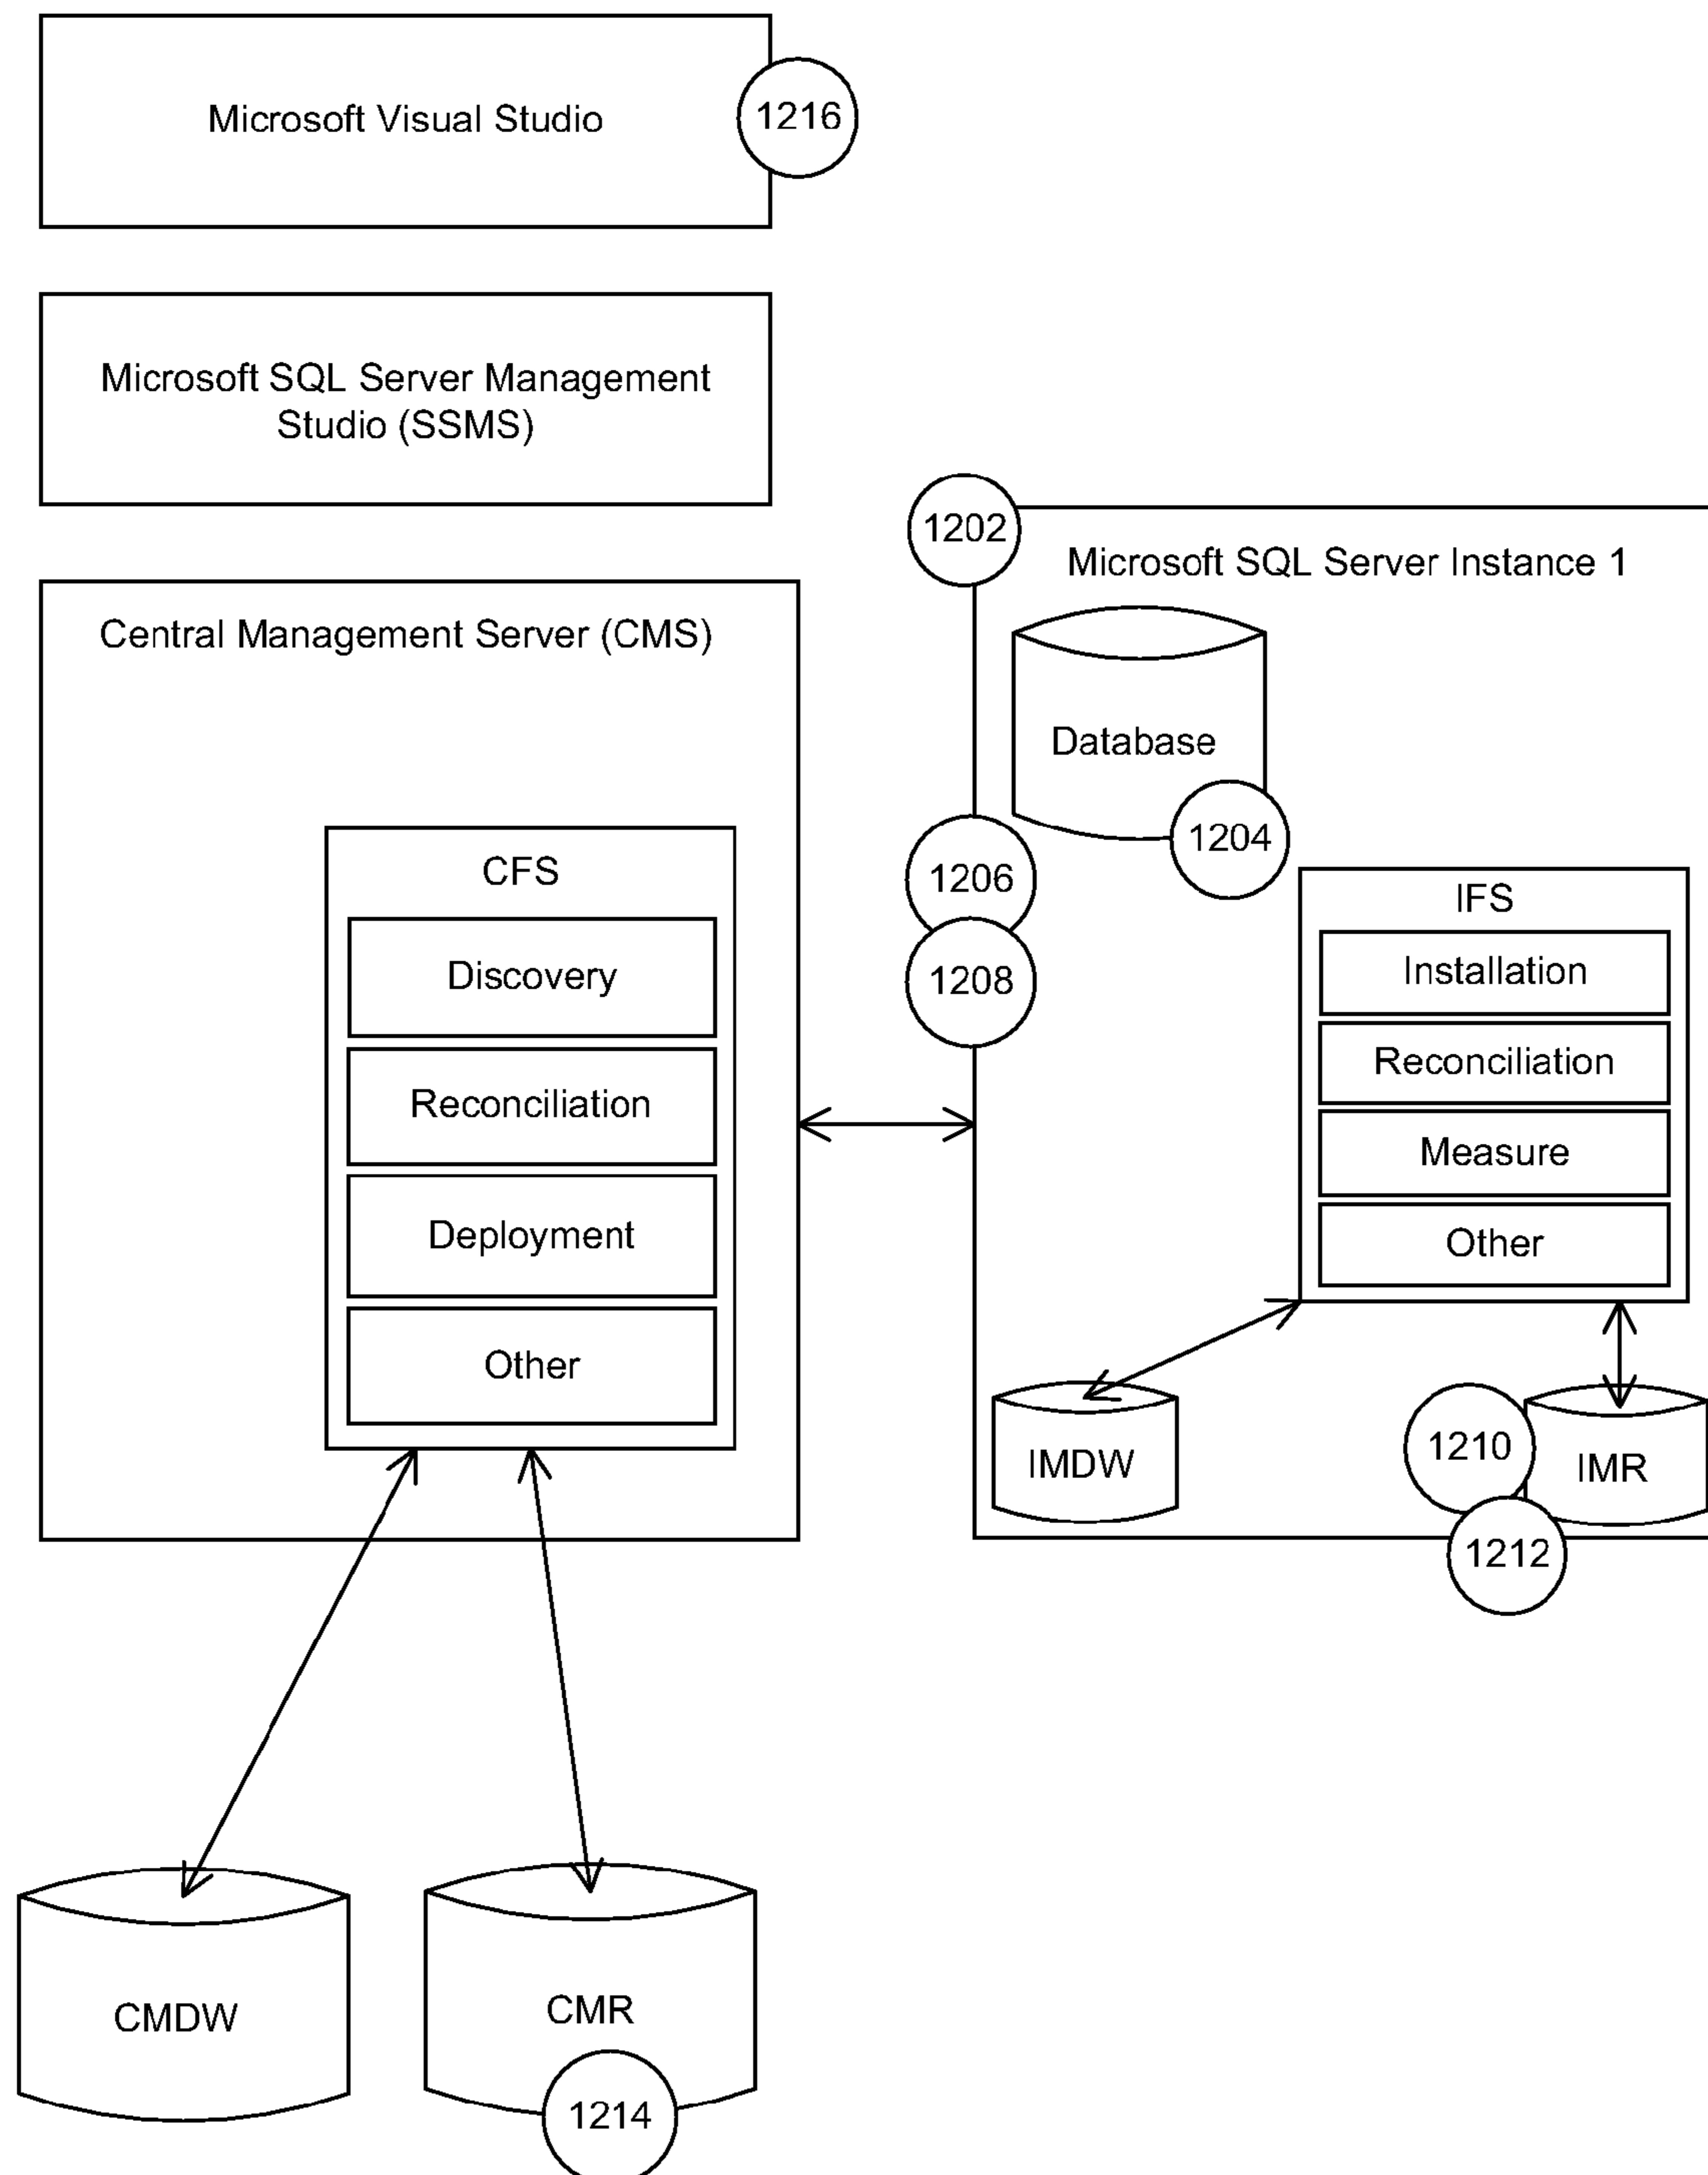 Microsoft Visual Studio
1216
Microsoft SQL Server Management
Studio (SSMS)
Central Management Server (CMS)
CFS
Discovery
Reconciliation
Deployment
Other
CMDW
CMR
1214
1202
Microsoft SQL Server Instance 1
Database
1204
1206
1208
IFS
Installation
Reconciliation
Measure
Other
IMDW
1210
IMR
1212